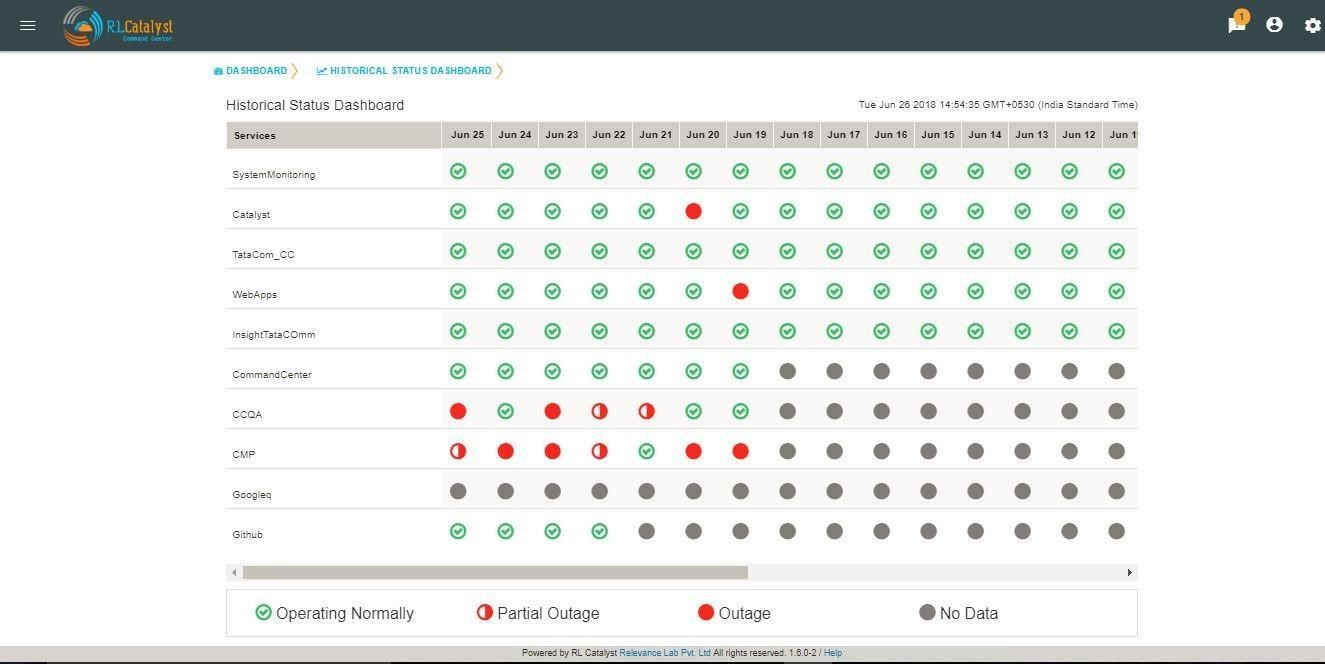 RLCatalyst
Command Center
1
DASHBOARD
HISTORICAL STATUS DASHBOARD
Historical Status Dashboard
Tue Jun 26 2018 14:54:35 GMT+0530 (India Standard Time)
Services Jun 25 Jun 24 Jun 23 Jun 22 Jun 21 Jun 20 Jun 19 Jun 18 Jun 17 Jun 16 Jun 15 Jun 14 Jun 13 Jun 12 Jun
SystemMonitoring
Catalyst
TataCom_CC
WebApps
InsightTataCOmm
CommandCenter
CCQA
CMP
Googleq
Github
Operating Normally Partial Outage Outage No Data
Powered by RL Catalyst Relevance Lab Pvt. Ltd All rights reserved. 1.6.0-2 / Help